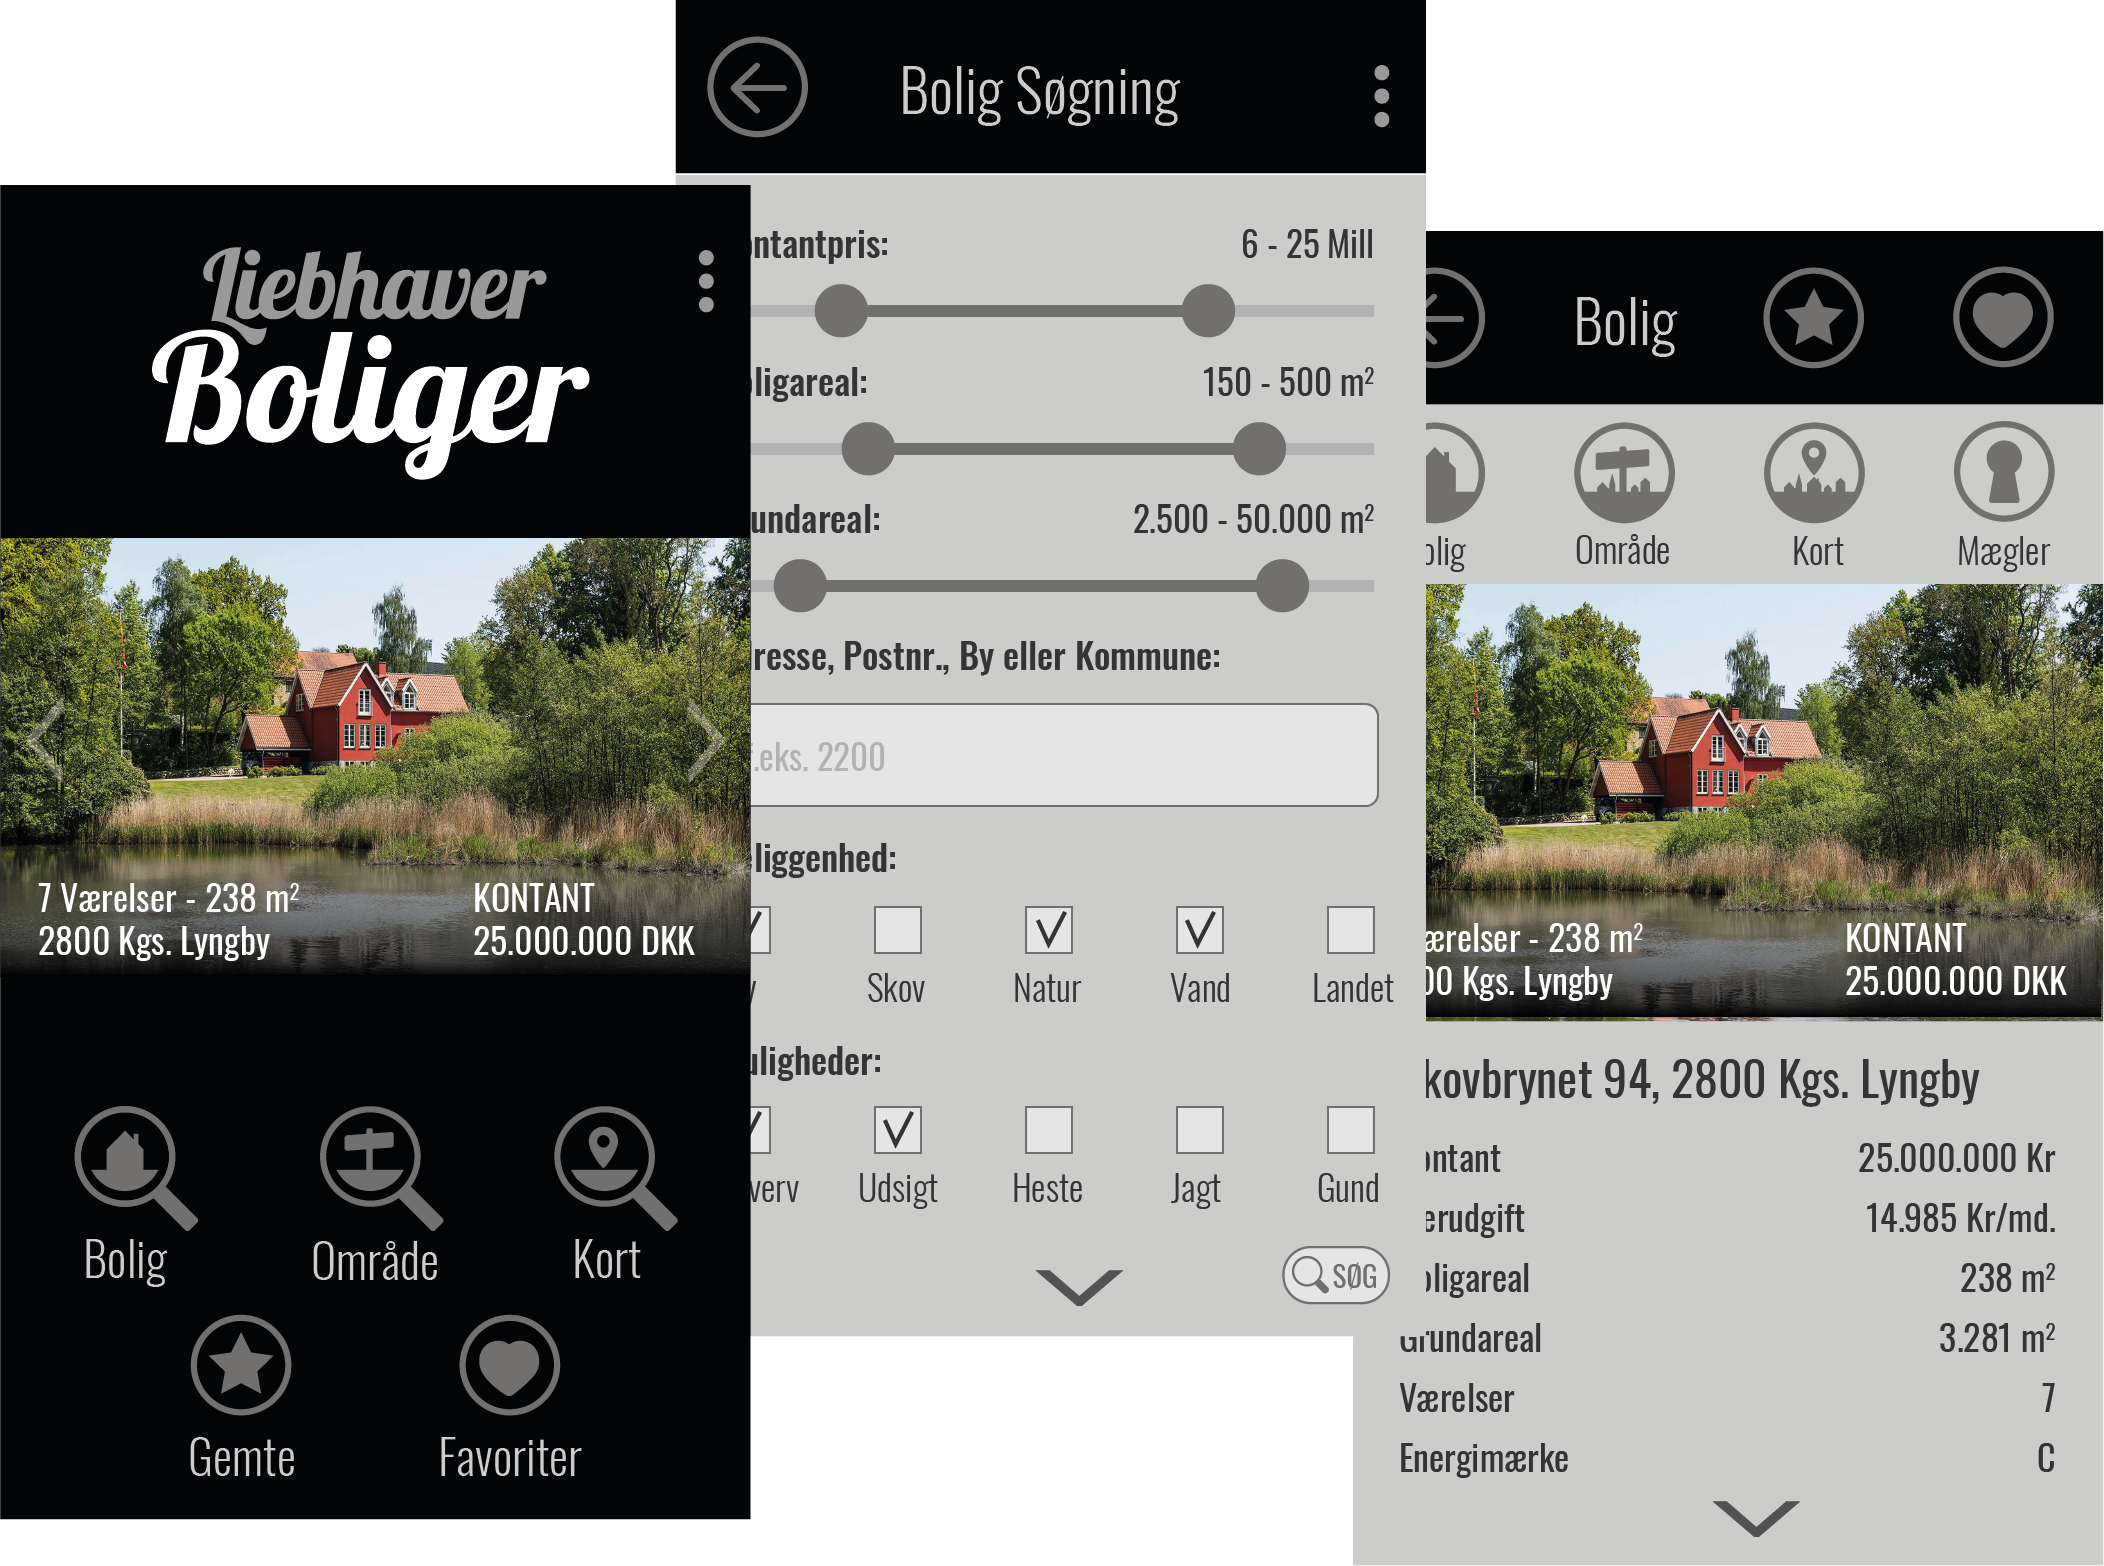 Liebhaver
Boliger
7 Værelser - 238 m²
2800 Kgs. Lyngby
KONTANT
25.000.000 DKK
Bolig
Område
Kort
Gemte
Favoriter
Bolig Søgning
ntantpris:
6 - 25 Mill
ligareal:
150 - 500 m²
undareal:
2.500 - 50.000 m²
resse, Postnr., By eller Kommune:
.eks. 2200
liggenhed:
Skov
Natur
Vand
Landet
uligheder:
verv
Udsigt
Heste
Jagt
Gund
SØG
Bolig
olig
Område
Kort
Mægler
ærelser - 238 m²
00 Kgs. Lyngby
KONTANT
25.000.000 DKK
kovbrynet 94, 2800 Kgs. Lyngby
ontant 25.000.000 Kr
erudgift 14.985 Kr/md.
oligareal 238 m²
Grundareal 3.281 m²
Værelser 7
Energimærke C